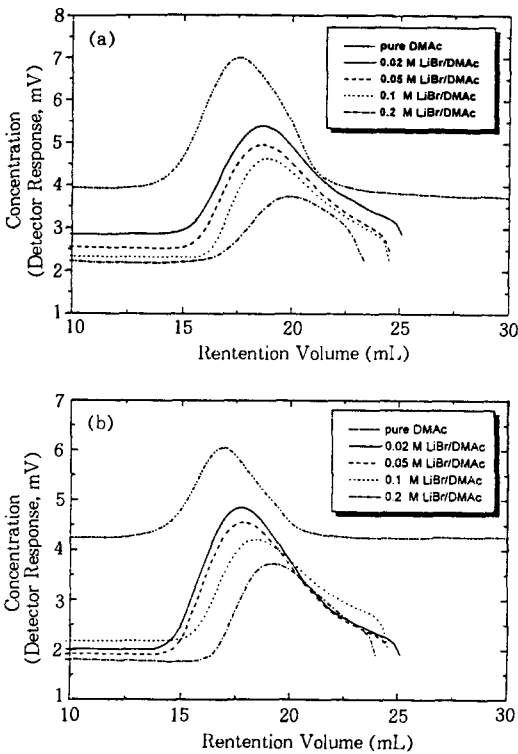 (a)
8
7
6
5
4
3
2
1
Concentration
(Detector Response, mV)
pure DMAc
0.02 M LiBr/DMAc
0.05 M LiBr/DMAc
0.1 M LiBr/DMAc
0.2 M LiBr/DMAc
10 15 20 25 30
Rentention Volume (mL)
(b)
7
6
5
4
3
2
1
Concentration
(Detector Response, mV)
pure DMAc
0.02 M LiBr/DMAc
0.05 M LiBr/DMAc
0.1 M LiBr/DMAc
0.2 M LiBr/DMAc
10 15 20 25 30
Rentention Volume (mL)